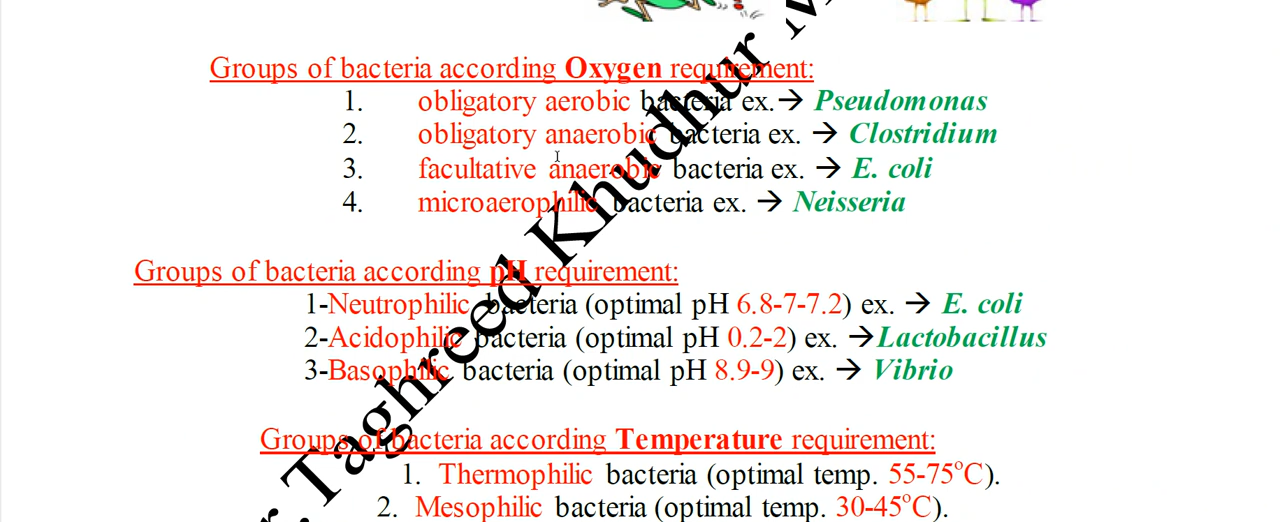 Groups of bacteria according Oxygen requirement:
1. obligatory aerobic bacteria ex.→ Pseudomonas
2. obligatory anaerobic bacteria ex. → Clostridium
3. facultative anaerobic bacteria ex. → E. coli
4. microaerophilic bacteria ex. → Neisseria
Groups of bacteria according pH requirement:
1-Neutrophilic bacteria (optimal pH 6.8-7-7.2) ex. → E. coli
2-Acidophilic bacteria (optimal pH 0.2-2) ex. →Lactobacillus
3-Basophilic bacteria (optimal pH 8.9-9) ex. → Vibrio
Groups of bacteria according Temperature requirement:
1. Thermophilic bacteria (optimal temp. 55-75°C).
2. Mesophilic bacteria (optimal temp. 30-45°C).
Taghreed Khudhur